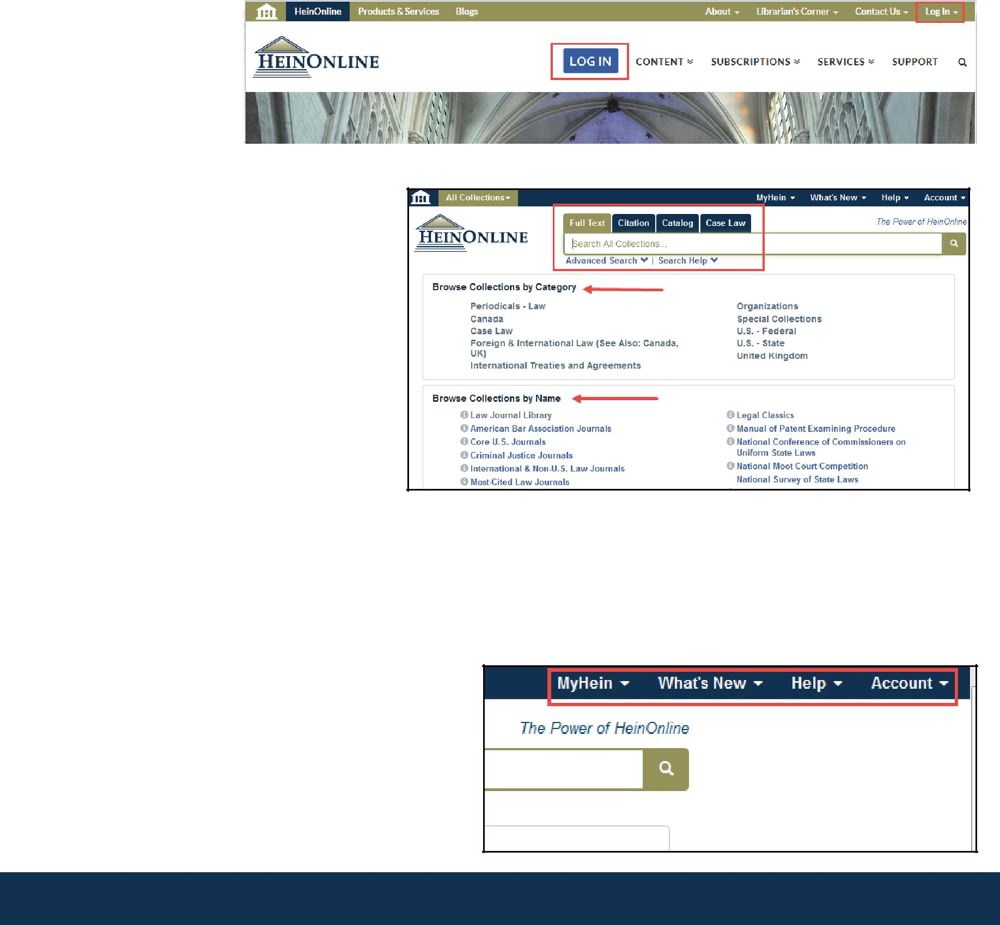 HeinOnline Products & Services Blogs About Librarian's Corner Contact Us Log In
HEINONLINE
LOG IN CONTENT SUBSCRIPTIONS SERVICES SUPPORT
All Collections MyHein What's New Help Account
HEINONLINE
Full Text Citation Catalog Case Law
The Power of HeinOnline
Search All Collections...
Advanced Search | Search Help
Browse Collections by Category
Periodicals - Law
Canada
Case Law
Foreign & International Law (See Also: Canada,
UK)
International Treaties and Agreements
Organizations
Special Collections
U.S. - Federal
U.S. - State
United Kingdom
Browse Collections by Name
Law Journal Library
American Bar Association Journals
Core U.S. Journals
Criminal Justice Journals
International & Non-U.S. Law Journals
Most-Cited Law Journals
Legal Classics
Manual of Patent Examining Procedure
National Conference of Commissioners on
Uniform State Laws
National Moot Court Competition
National Survey of State Laws
MyHein What's New Help Account
The Power of HeinOnline